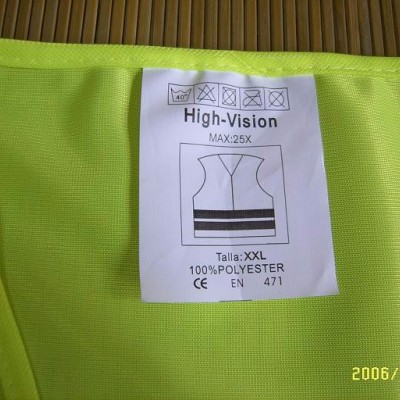 40°
High-Vision
MAX:25X
Talla:XXL
100%POLYESTER
CE EN 471
2006/